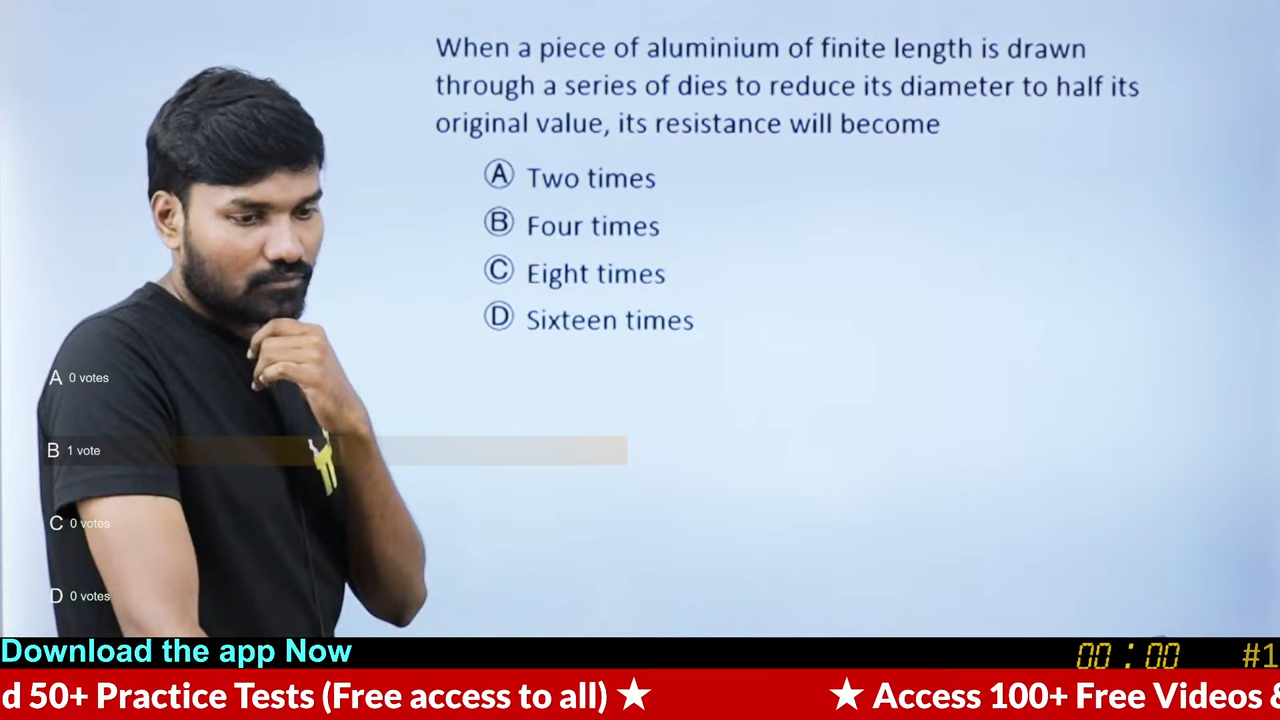 When a piece of aluminium of finite length is drawn
through a series of dies to reduce its diameter to half its
original value, its resistance will become
Ⓐ Two times
Ⓑ Four times
Ⓒ Eight times
Ⓓ Sixteen times
A 0 votes
B 1 vote
C 0 votes
D 0 votes
Download the app Now
00 : 00 #1
d 50+ Practice Tests (Free access to all) ★ ★ Access 100+ Free Videos &